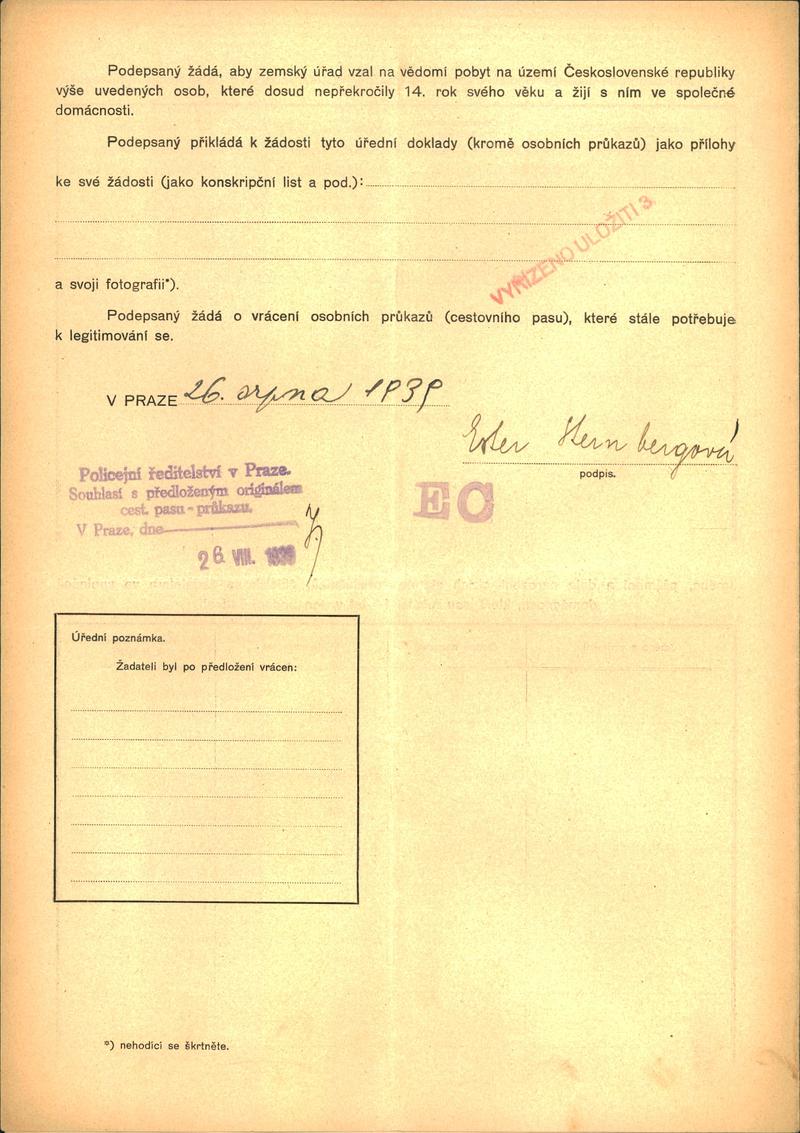 Podepsaný žádá, aby zemský úřad vzal na vědomí pobyt na území Československé republiky
výše uvedených osob, které dosud nepřekročily 14. rok svého věku a žijí s ním ve společné
domácnosti.
Podepsaný přikládá k žádosti tyto úřední doklady (kromě osobních průkazů) jako přílohy
ke své žádosti (jako konskripční list a pod.):
VYŘÍZENO ULOŽITI 3.
a svoji fotografii*).
Podepsaný žádá o vrácení osobních průkazů (cestovního pasu), které stále potřebuje
k legitimování se.
V PRAZE 26. srpna 1939
Ester Sternbergová
podpis.
Policejní ředitelství v Praze.
Souhlasí s předloženým originálem
cest. pasu - průkazu.
V Praze, dne
26. VIII. 1939
EC
Úřední poznámka.
Žadateli byl po předložení vrácen:
*) nehodící se škrtněte.